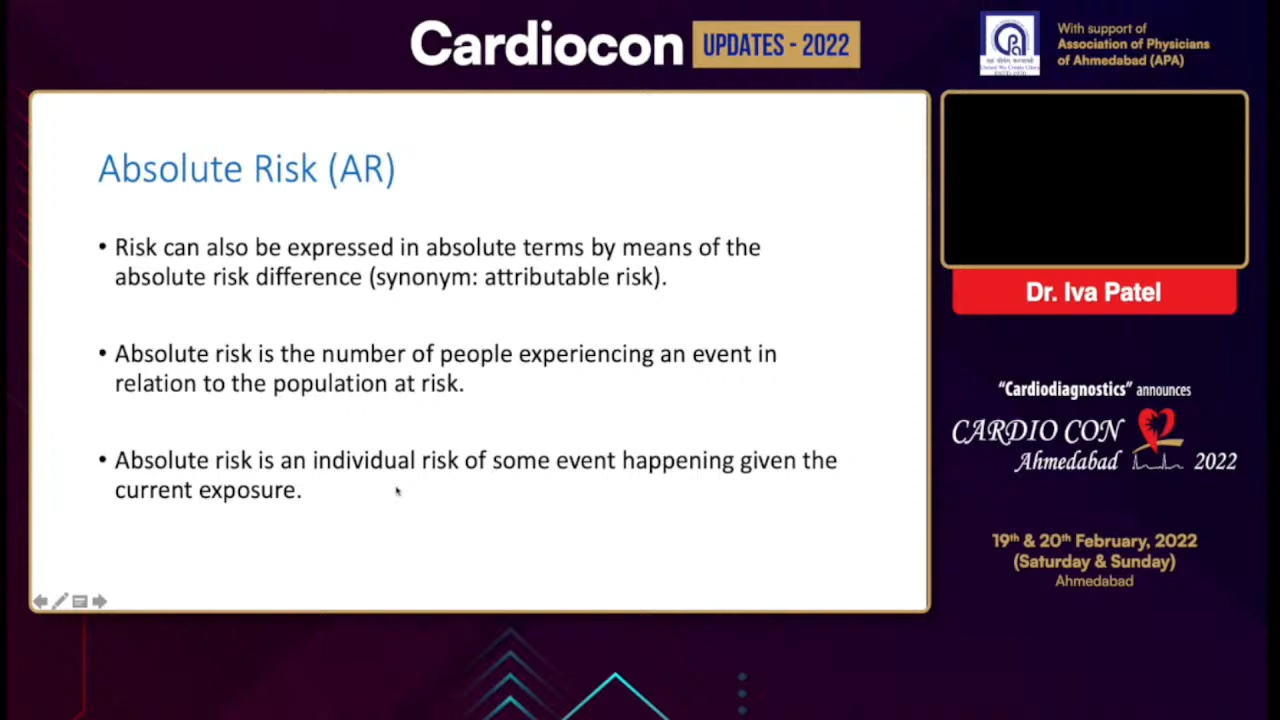 Cardiocon UPDATES - 2022
With support of
Association of Physicians
of Ahmedabad (APA)
Absolute Risk (AR)
• Risk can also be expressed in absolute terms by means of the
absolute risk difference (synonym: attributable risk).
• Absolute risk is the number of people experiencing an event in
relation to the population at risk.
• Absolute risk is an individual risk of some event happening given the
current exposure.
Dr. Iva Patel
“Cardiodiagnostics” announces
CARDIO CON
Ahmedabad 2022
19th & 20th February, 2022
(Saturday & Sunday)
Ahmedabad